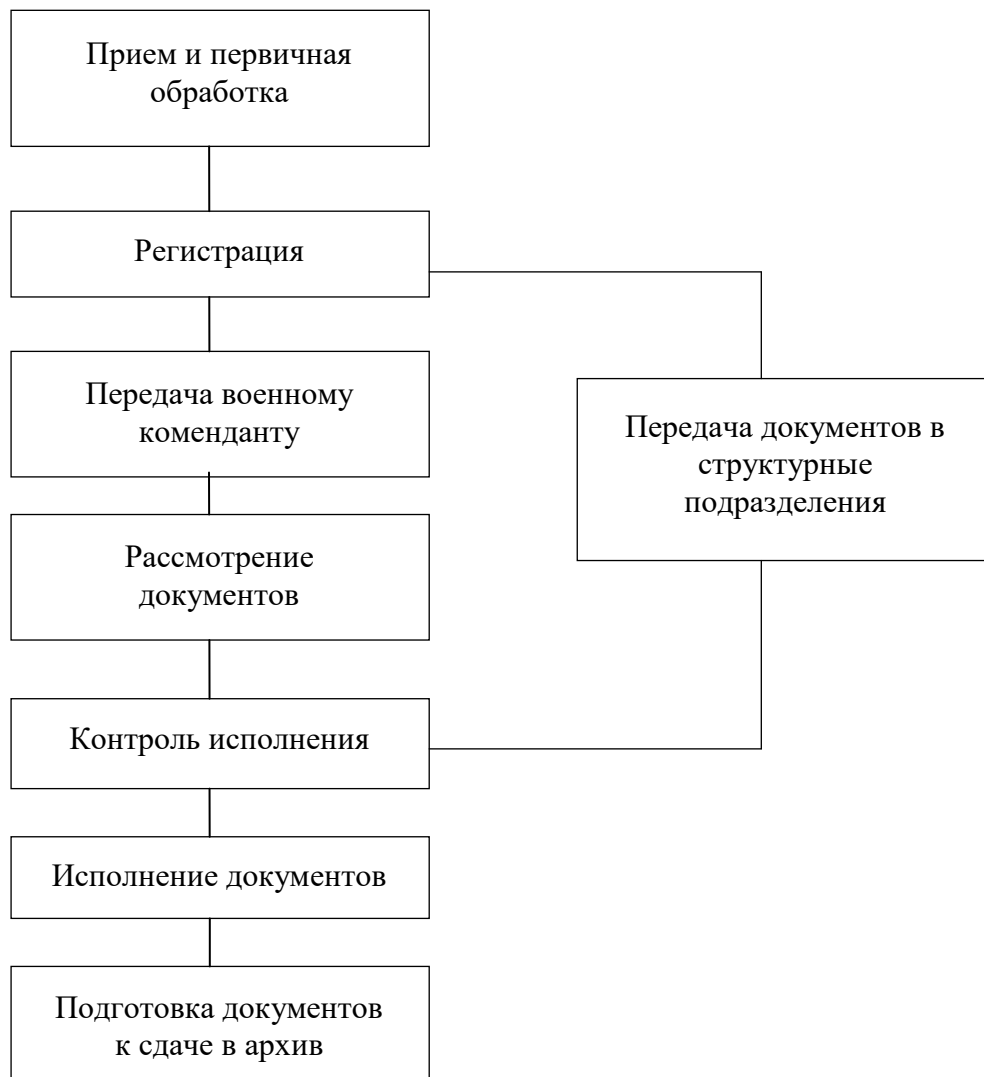 Прием и первичная
обработка
Регистрация
Передача военному
коменданту
Передача документов в
структурные
подразделения
Рассмотрение
документов
Контроль исполнения
Исполнение документов
Подготовка документов
к сдаче в архив